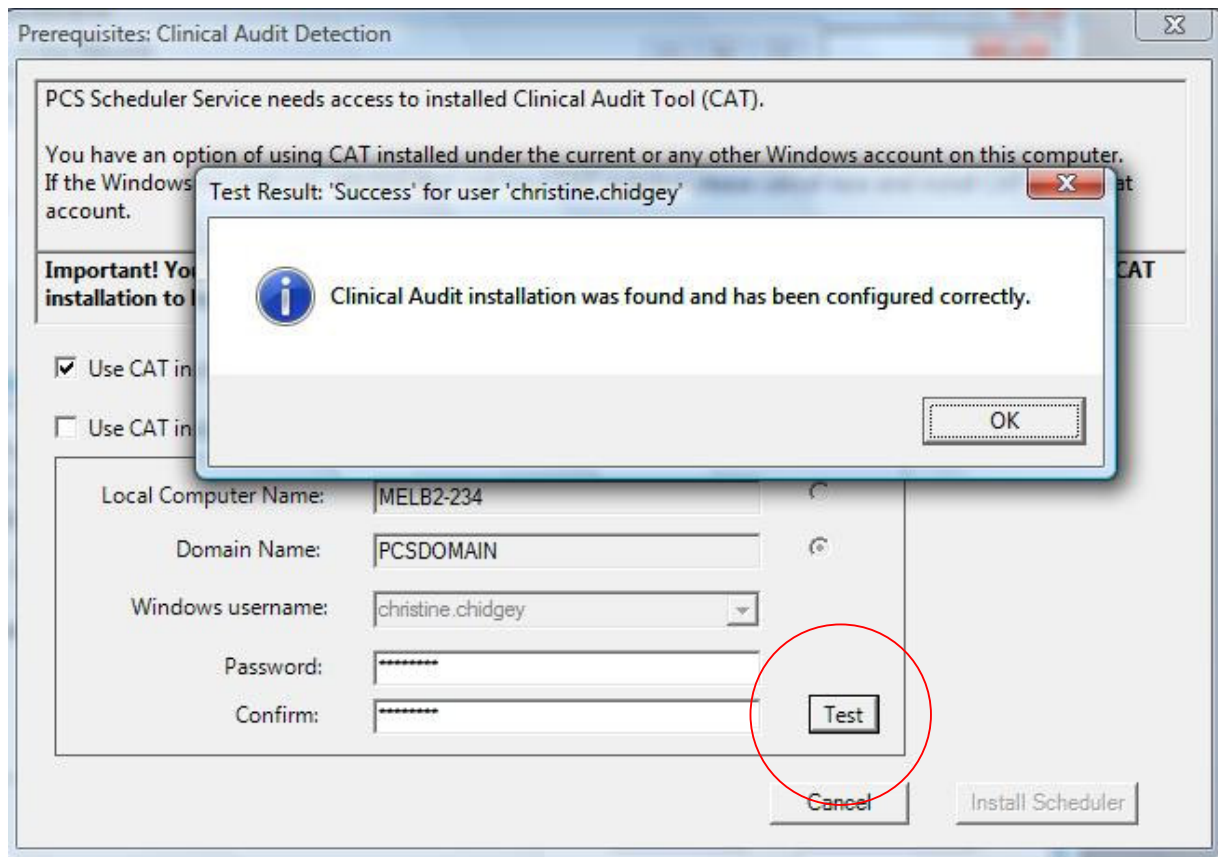 Prerequisites: Clinical Audit Detection
PCS Scheduler Service needs access to installed Clinical Audit Tool (CAT).
You have an option of using CAT installed under the current or any other Windows account on this computer.
If the Windows
at
account.
Important! You
CAT
installation to
Test Result: 'Success' for user 'christine.chidgey'
Clinical Audit installation was found and has been configured correctly.
OK
Use CAT in
Use CAT in
Local Computer Name: MELB2-234
Domain Name: PCSDOMAIN
Windows username: christine.chidgey
Password: ********
Confirm: ********
Test
Cancel Install Scheduler